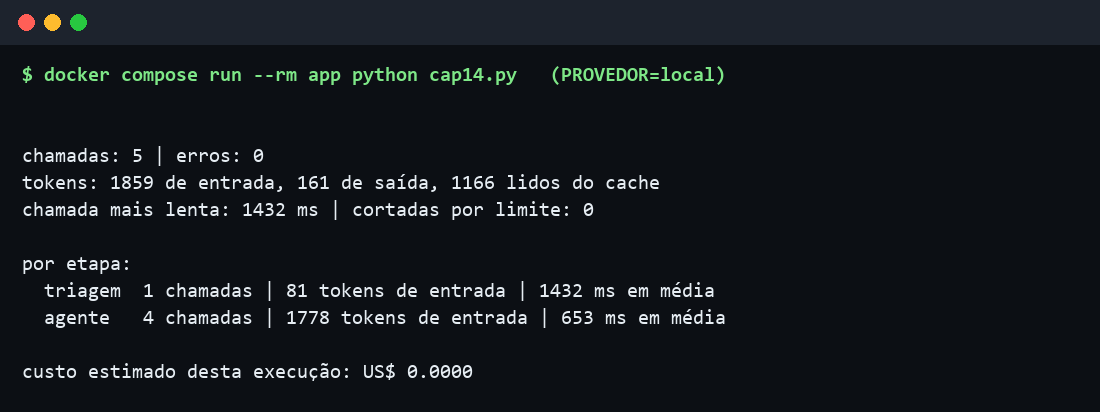 $ docker compose run --rm app python cap14.py   (PROVEDOR=local)
chamadas: 5 | erros: 0
tokens: 1859 de entrada, 161 de saída, 1166 lidos do cache
chamada mais lenta: 1432 ms | cortadas por limite: 0
por etapa:
  triagem  1 chamadas | 81 tokens de entrada | 1432 ms em média
  agente   4 chamadas | 1778 tokens de entrada | 653 ms em média
custo estimado desta execução: US$ 0.0000